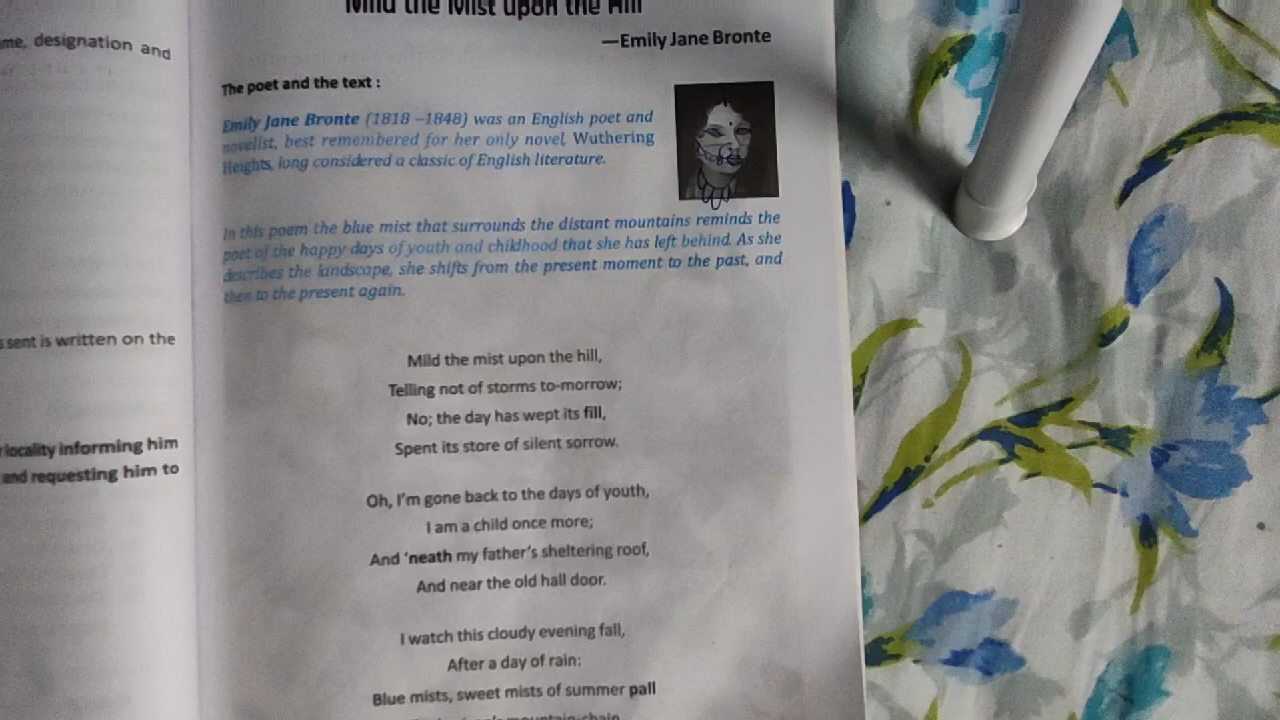 me, designation and
sent is written on the
locality informing him
and requesting him to
Mild the Mist upon the Hill
—Emily Jane Bronte
The poet and the text :
Emily Jane Bronte (1818 –1848) was an English poet and
novelist, best remembered for her only novel, Wuthering
Heights, long considered a classic of English literature.
In this poem the blue mist that surrounds the distant mountains reminds the
poet of the happy days of youth and childhood that she has left behind. As she
describes the landscape, she shifts from the present moment to the past, and
then to the present again.
Mild the mist upon the hill,
Telling not of storms to-morrow;
No; the day has wept its fill,
Spent its store of silent sorrow.
Oh, I'm gone back to the days of youth,
I am a child once more;
And 'neath my father's sheltering roof,
And near the old hall door.
I watch this cloudy evening fall,
After a day of rain:
Blue mists, sweet mists of summer pall
mountain-chain.